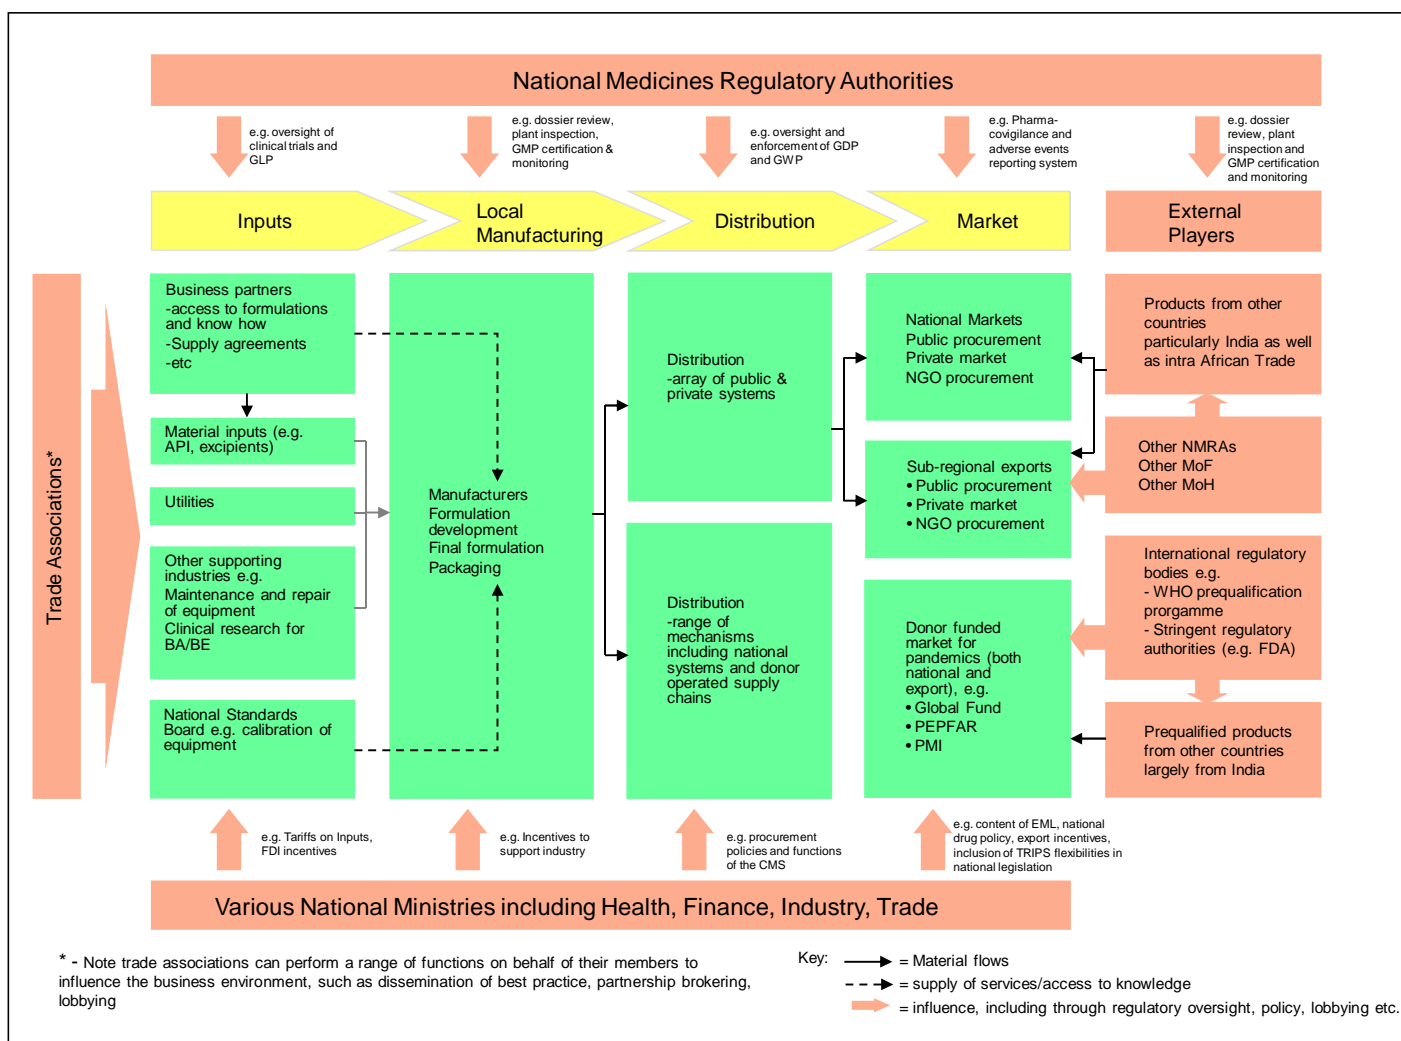 National Medicines Regulatory Authorities
e.g. oversight of
clinical trials and
GLP
e.g. dossier review,
plant inspection,
GMP certification &
monitoring
e.g. oversight and
enforcement of GDP
and GWP
e.g. Pharma-
covigilance and
adverse events
reporting system
e.g. dossier
review, plant
inspection and
GMP certification
and monitoring
Inputs
Local
Manufacturing
Distribution
Market
External
Players
Trade Associations*
Business partners
-access to formulations
and know how
-Supply agreements
-etc
Material inputs (e.g.
API, excipients)
Utilities
Other supporting
industries e.g.
Maintenance and repair
of equipment
Clinical research for
BA/BE
National Standards
Board e.g. calibration of
equipment
Manufacturers
Formulation
development
Final formulation
Packaging
Distribution
-array of public &
private systems
Distribution
-range of
mechanisms
including national
systems and donor
operated supply
chains
National Markets
Public procurement
Private market
NGO procurement
Sub-regional exports
• Public procurement
• Private market
• NGO procurement
Donor funded
market for
pandemics (both
national and
export), e.g.
• Global Fund
• PEPFAR
• PMI
Products from other
countries
particularly India as well
as intra African Trade
Other NMRAs
Other MoF
Other MoH
International regulatory
bodies e.g.
- WHO prequalification
prorgamme
- Stringent regulatory
authorities (e.g. FDA)
Prequalified products
from other countries
largely from India
e.g. Tariffs on Inputs,
FDI incentives
e.g. Incentives to
support industry
e.g. procurement
policies and functions
of the CMS
e.g. content of EML, national
drug policy, export incentives,
inclusion of TRIPS flexibilities in
national legislation
Various National Ministries including Health, Finance, Industry, Trade
* - Note trade associations can perform a range of functions on behalf of their members to
influence the business environment, such as dissemination of best practice, partnership brokering,
lobbying
Key:
= Material flows
= supply of services/access to knowledge
= influence, including through regulatory oversight, policy, lobbying etc.